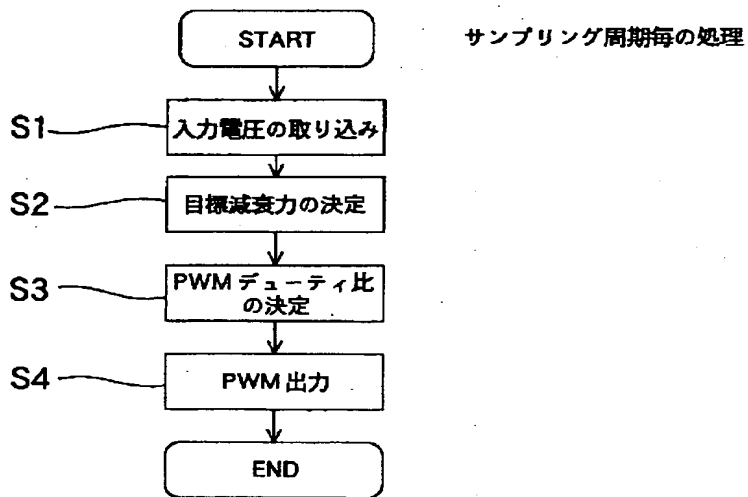 START
サンプリング周期毎の処理
S1
入力電圧の取り込み
S2
目標減衰力の決定
S3
PWM デューティ比
の決定
S4
PWM 出力
END